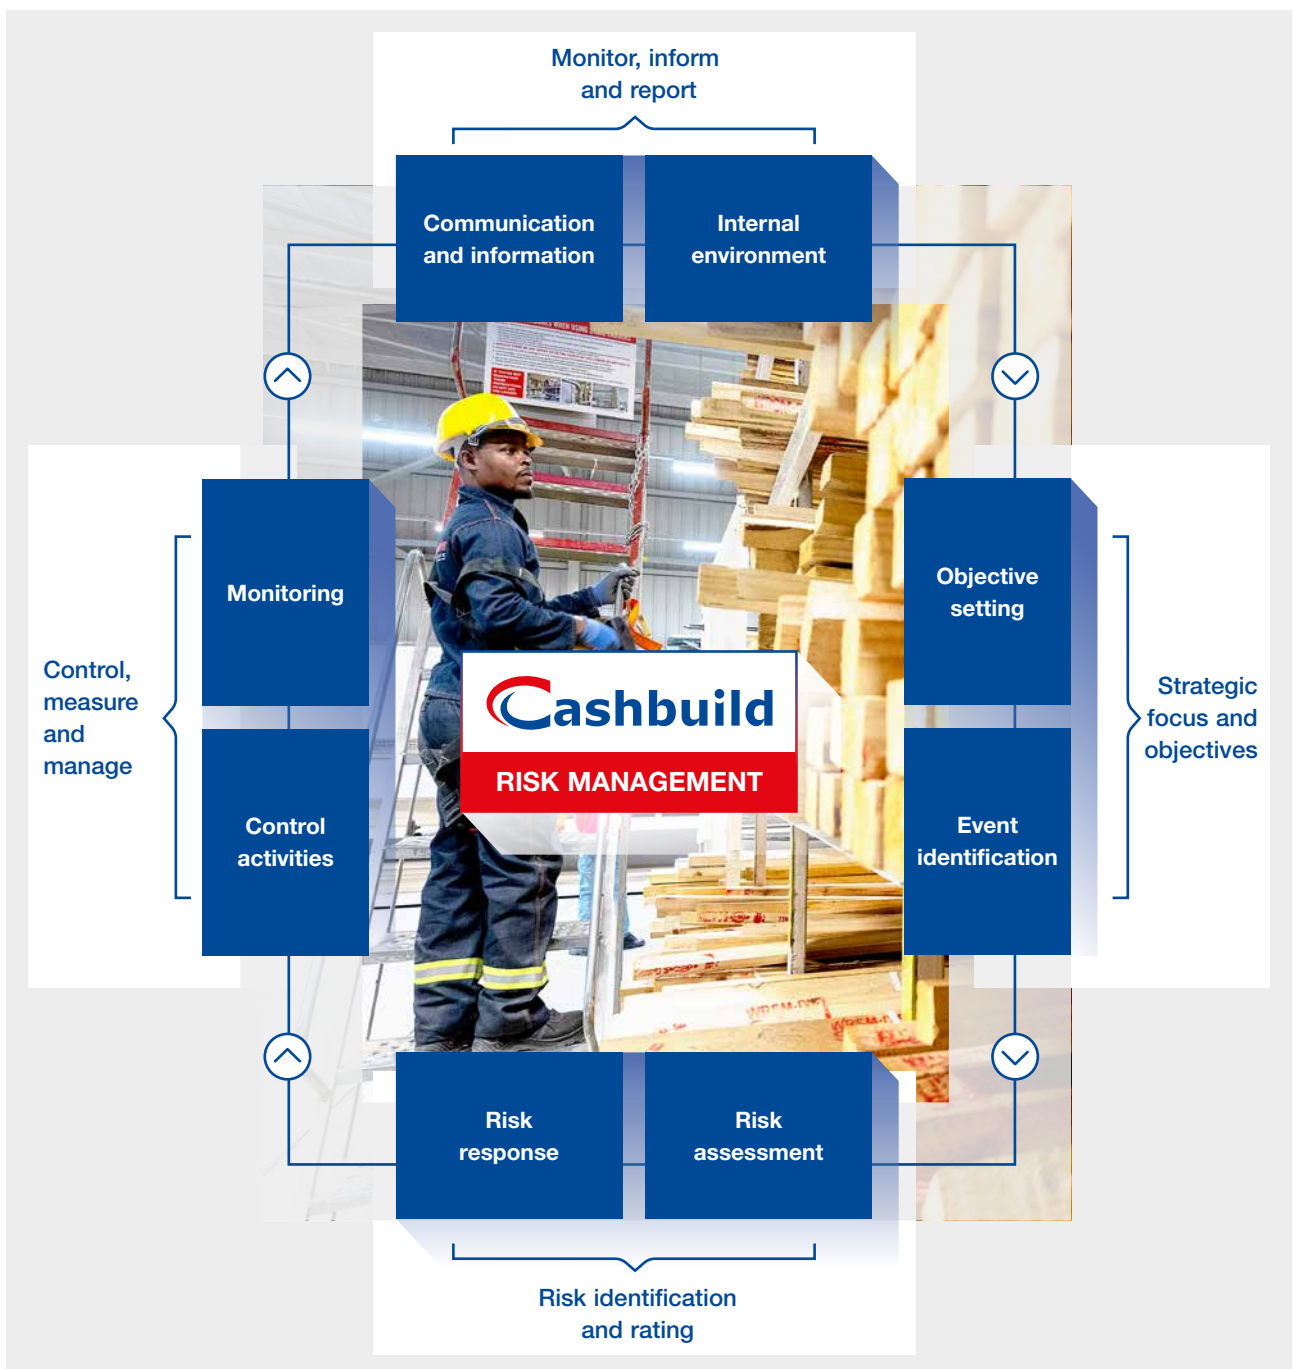 Monitor, inform
and report
Communication
and information
Internal
environment
Monitoring
Control
activities
Control,
measure
and
manage
Objective
setting
Event
identification
Strategic
focus and
objectives
Cashbuild
RISK MANAGEMENT
Risk
response
Risk
assessment
Risk identification
and rating